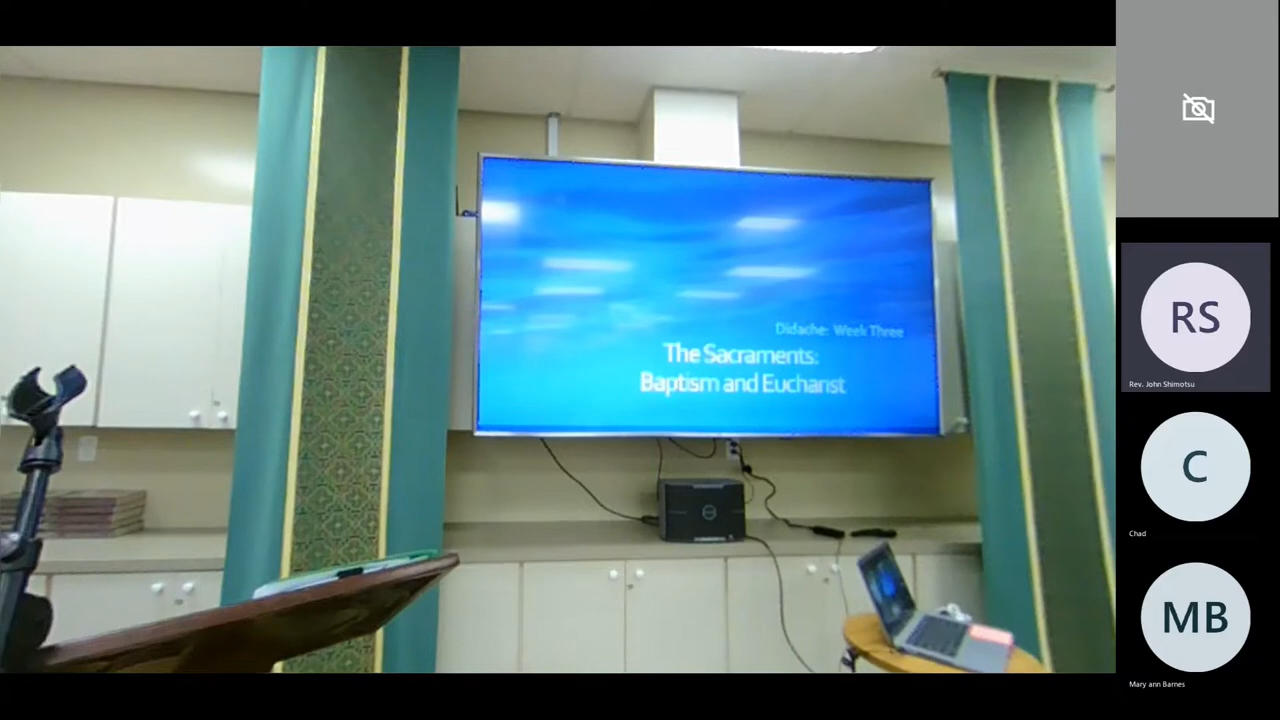 Didache: Week Three
The Sacraments:
Baptism and Eucharist
RS
Rev. John Shimotsu
C
Chad
MB
Mary ann Barnes